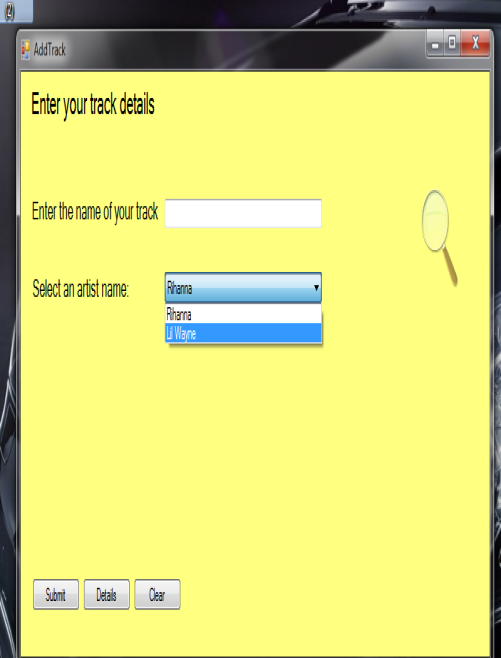 (2)
AddTrack
Enter your track details
Enter the name of your track
Select an artist name:
Rihanna
Rihanna
Lil Wayne
Submit
Details
Clear